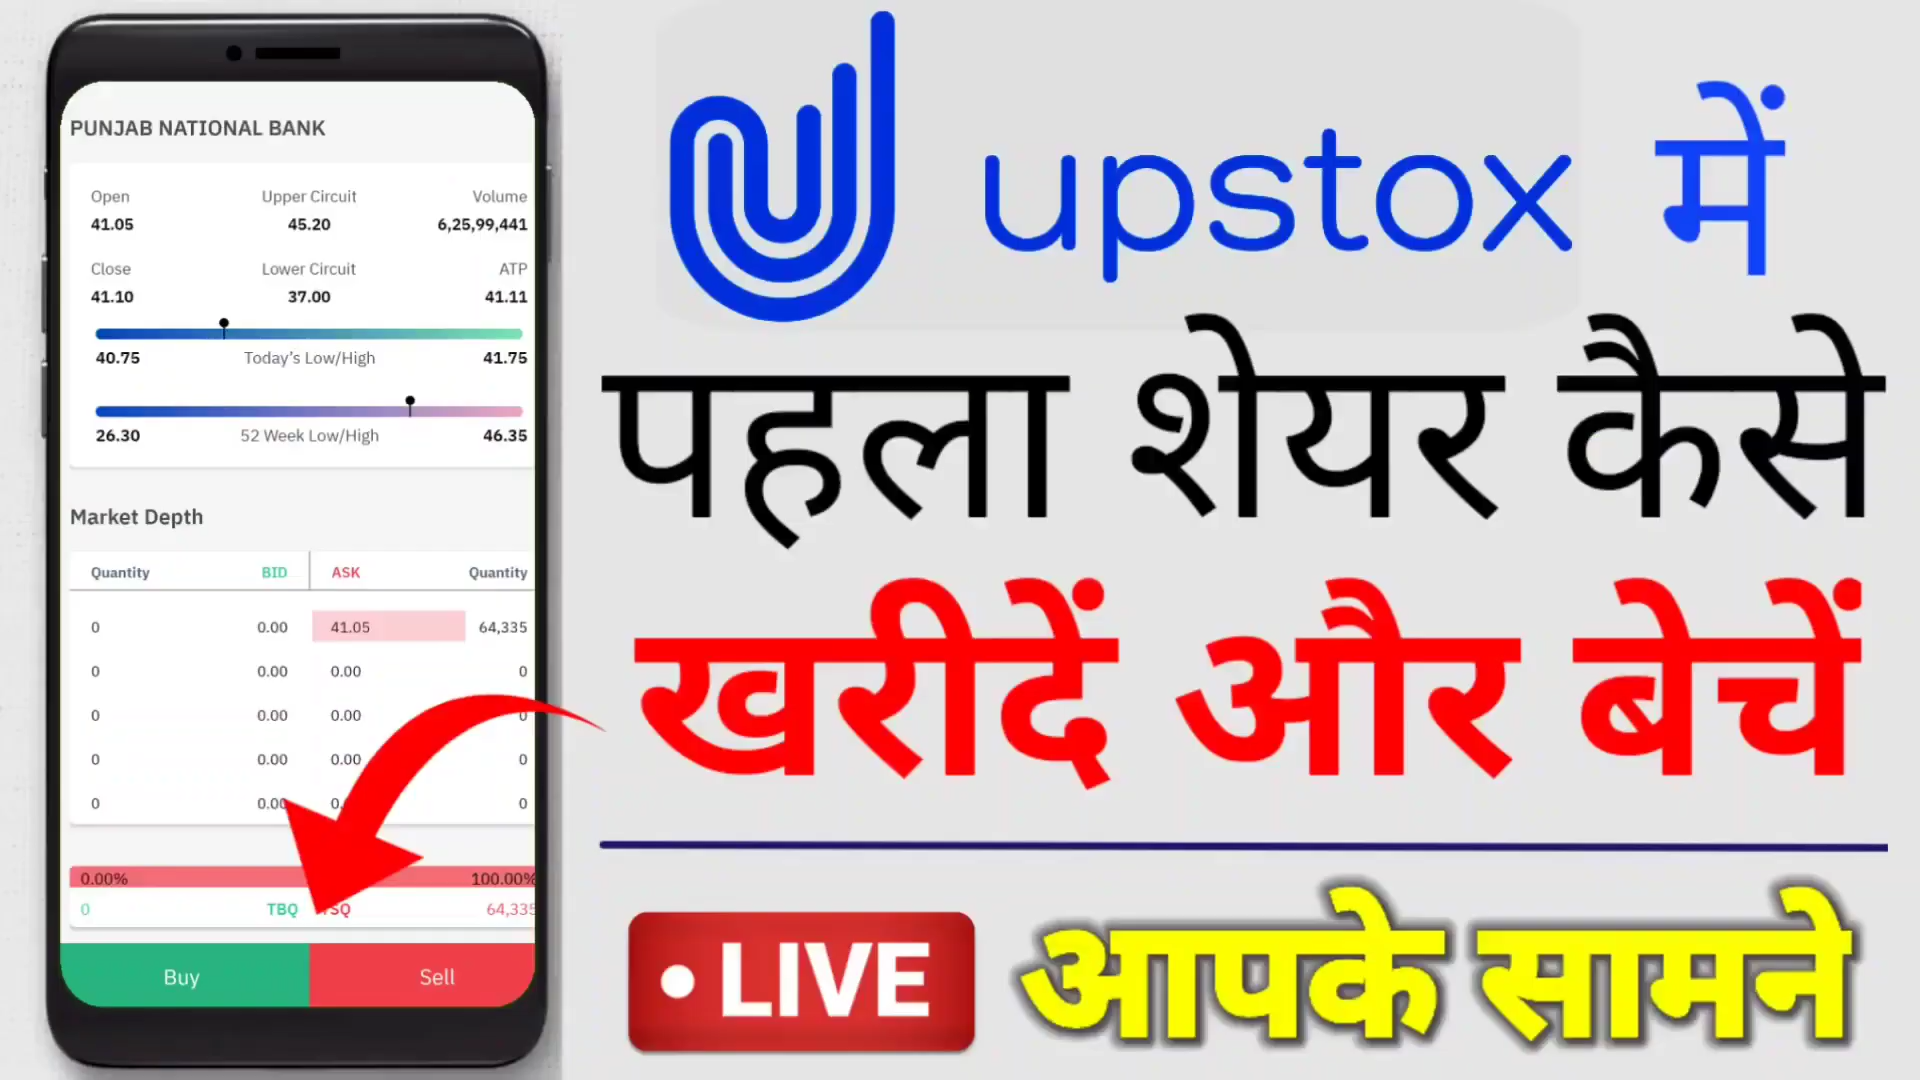 PUNJAB NATIONAL BANK
Open Upper Circuit Volume
41.05 45.20 6,25,99,441
Close Lower Circuit ATP
41.10 37.00 41.11
40.75 Today's Low/High 41.75
26.30 52 Week Low/High 46.35
Market Depth
Quantity BID ASK Quantity
0 0.00 41.05 64,335
0 0.00 0.00 0
0 0.00 0.00 0
0 0.00 0.00 0
0 0.00 0
0.00% 100.00%
0 TBQ 64,335
Buy Sell
upstox में
पहला शेयर कैसे
खरीदें और बेचें
LIVE आपके सामने